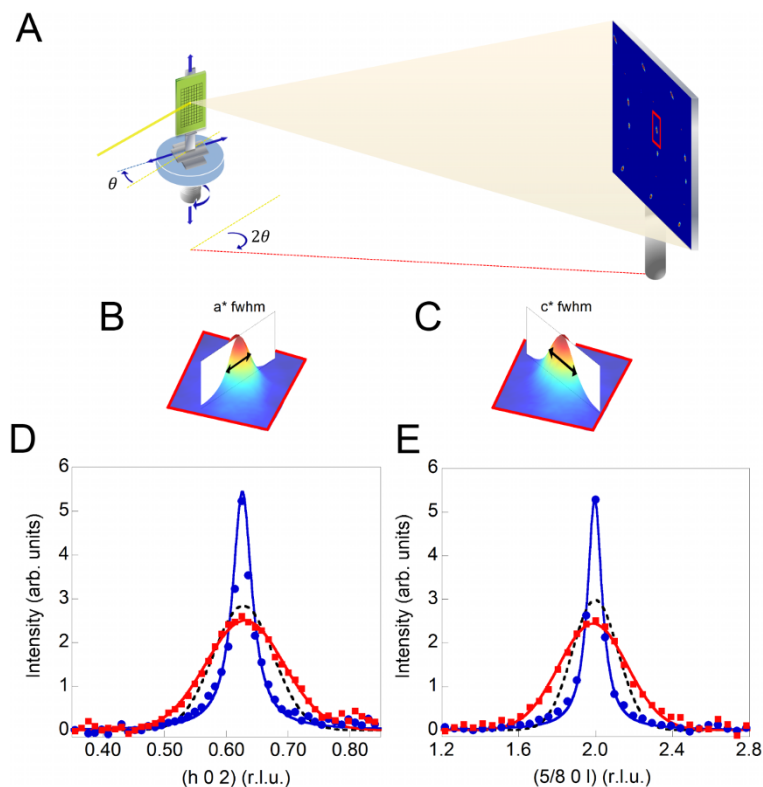 A
θ
2θ
B
a* fwhm
C
c* fwhm
D
E
6
5
4
3
2
1
0
Intensity (arb. units)
0.40 0.50 0.60 0.70 0.80
(h 0 2) (r.l.u.)
6
5
4
3
2
1
0
Intensity (arb. units)
1.2 1.6 2.0 2.4 2.8
(5/8 0 l) (r.l.u.)